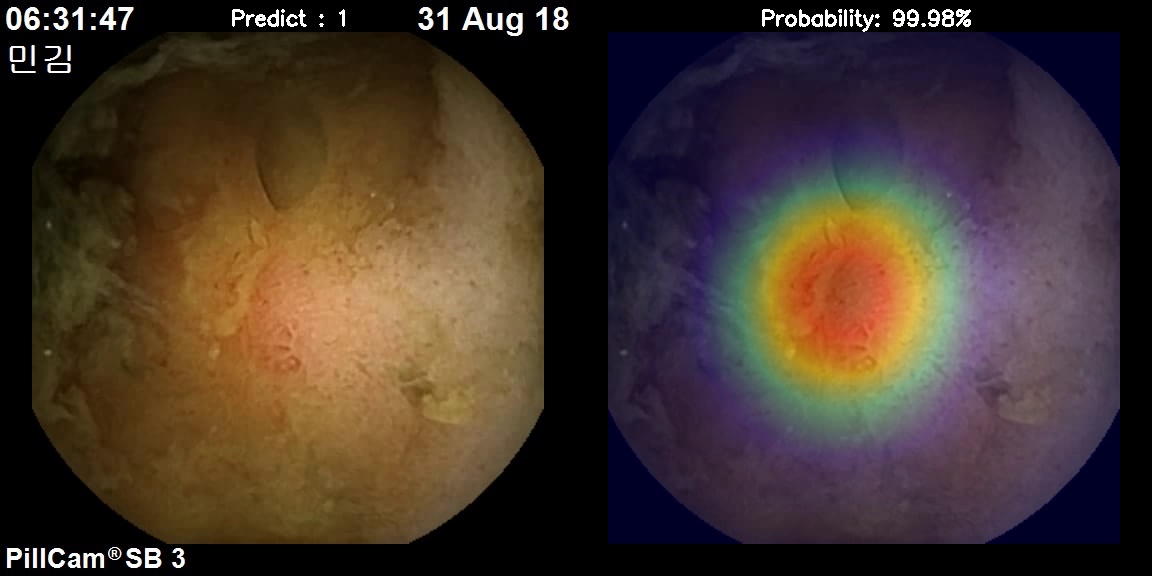 06:31:47 Predict : 1 31 Aug 18 Probability: 99.98%
민김
PillCam® SB 3